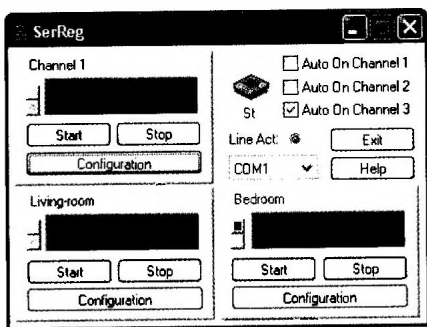 SerReg
Channel 1
Start Stop
Configuration
Auto On Channel 1
Auto On Channel 2
St
Auto On Channel 3
Line Act:
Exit
COM1
Help
Living-room
Start Stop
Configuration
Bedroom
Start Stop
Configuration